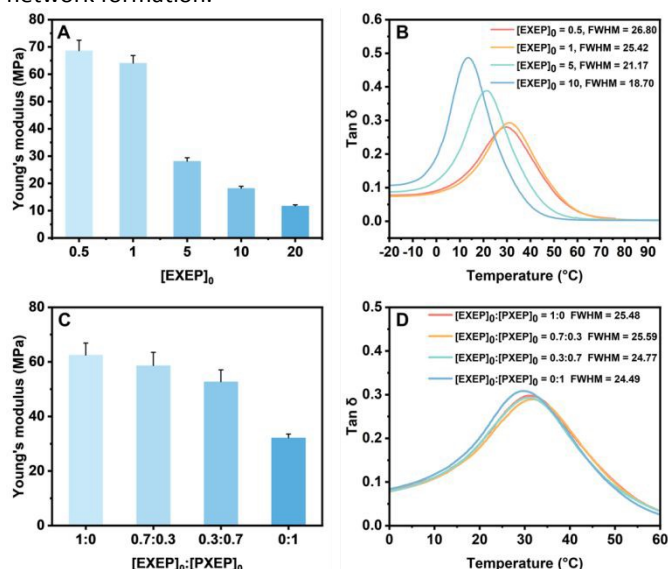 network formation.
A
Young's modulus (MPa)
80
70
60
50
40
30
20
10
0
0.5 1 5 10 20
[EXEP]₀
B
[EXEP]₀ = 0.5, FWHM = 26.80
[EXEP]₀ = 1, FWHM = 25.42
[EXEP]₀ = 5, FWHM = 21.17
[EXEP]₀ = 10, FWHM = 18.70
Tan δ
0.6
0.5
0.4
0.3
0.2
0.1
0.0
-20 -10 0 10 20 30 40 50 60 70 80 90
Temperature (°C)
C
Young's modulus (MPa)
80
60
40
20
0
1:0 0.7:0.3 0.3:0.7 0:1
[EXEP]₀:[PXEP]₀
D
[EXEP]₀:[PXEP]₀ = 1:0 FWHM = 25.48
[EXEP]₀:[PXEP]₀ = 0.7:0.3 FWHM = 25.59
[EXEP]₀:[PXEP]₀ = 0.3:0.7 FWHM = 24.77
[EXEP]₀:[PXEP]₀ = 0:1 FWHM = 24.49
Tan δ
0.5
0.4
0.3
0.2
0.1
0
0 10 20 30 40 50 60
Temperature (°C)